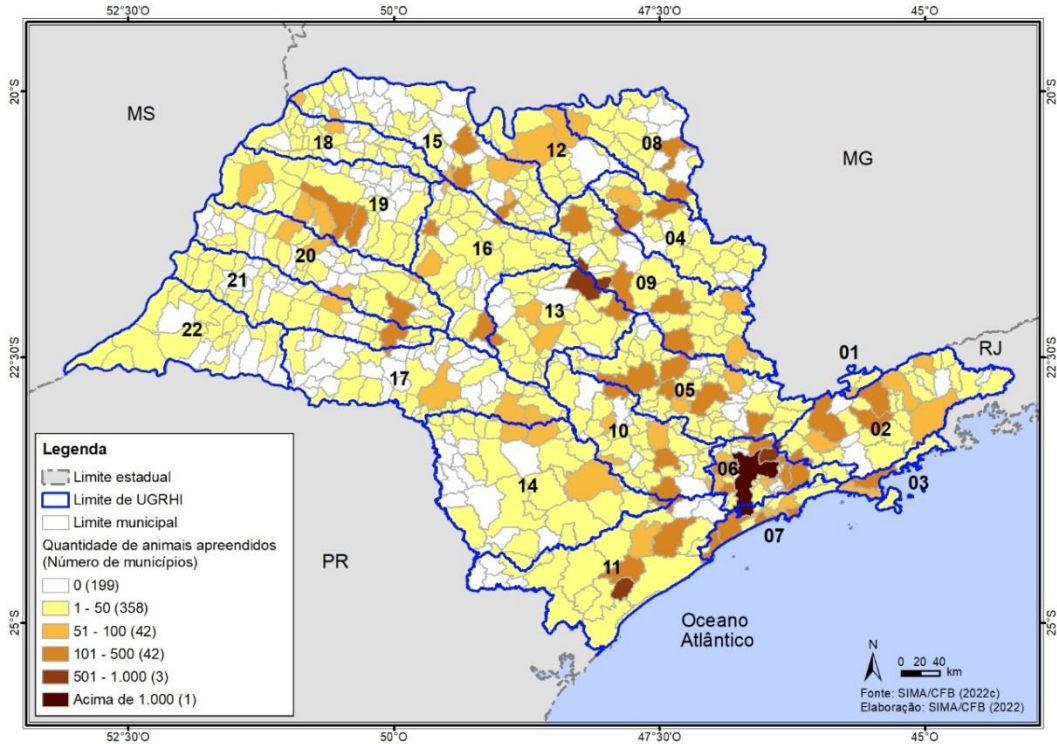 52°30'O 50°O 47°30'O 45°O
20°S 20°S
MS
MG
18 15 12 08
19
04
20 16
21 09
13
22
22°30'S 22°30'S
17
01 RJ
05
02
10
06
03
14
07
11
PR
Oceano
Atlântico
25°S 25°S
Legenda
Limite estadual
Limite de UGRHI
Limite municipal
Quantidade de animais apreendidos
(Número de municípios)
0 (199)
1 - 50 (358)
51 - 100 (42)
101 - 500 (42)
501 - 1.000 (3)
Acima de 1.000 (1)
N
0 20 40
km
Fonte: SIMA/CFB (2022c)
Elaboração: SIMA/CFB (2022)
52°30'O 50°O 47°30'O 45°O